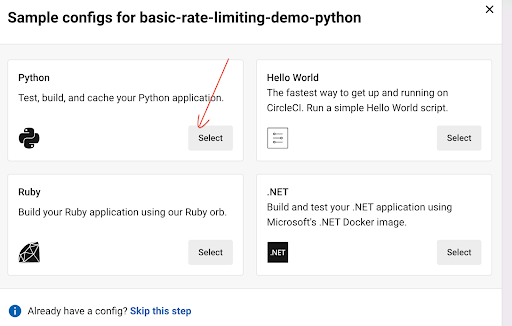 Sample configs for basic-rate-limiting-demo-python
Python
Test, build, and cache your Python application.
Select
Hello World
The fastest way to get up and running on
CircleCI. Run a simple Hello World script.
Select
Ruby
Build your Ruby application using our Ruby orb.
Select
.NET
Build and test your .NET application using
Microsoft's .NET Docker image.
.NET
Select
Already have a config? Skip this step